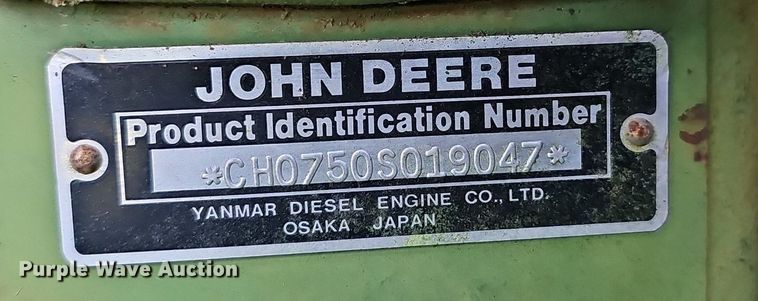 JOHN DEERE
Product Identification Number
*CH0750S019047*
YANMAR DIESEL ENGINE CO., LTD.
OSAKA JAPAN
Purple Wave Auction